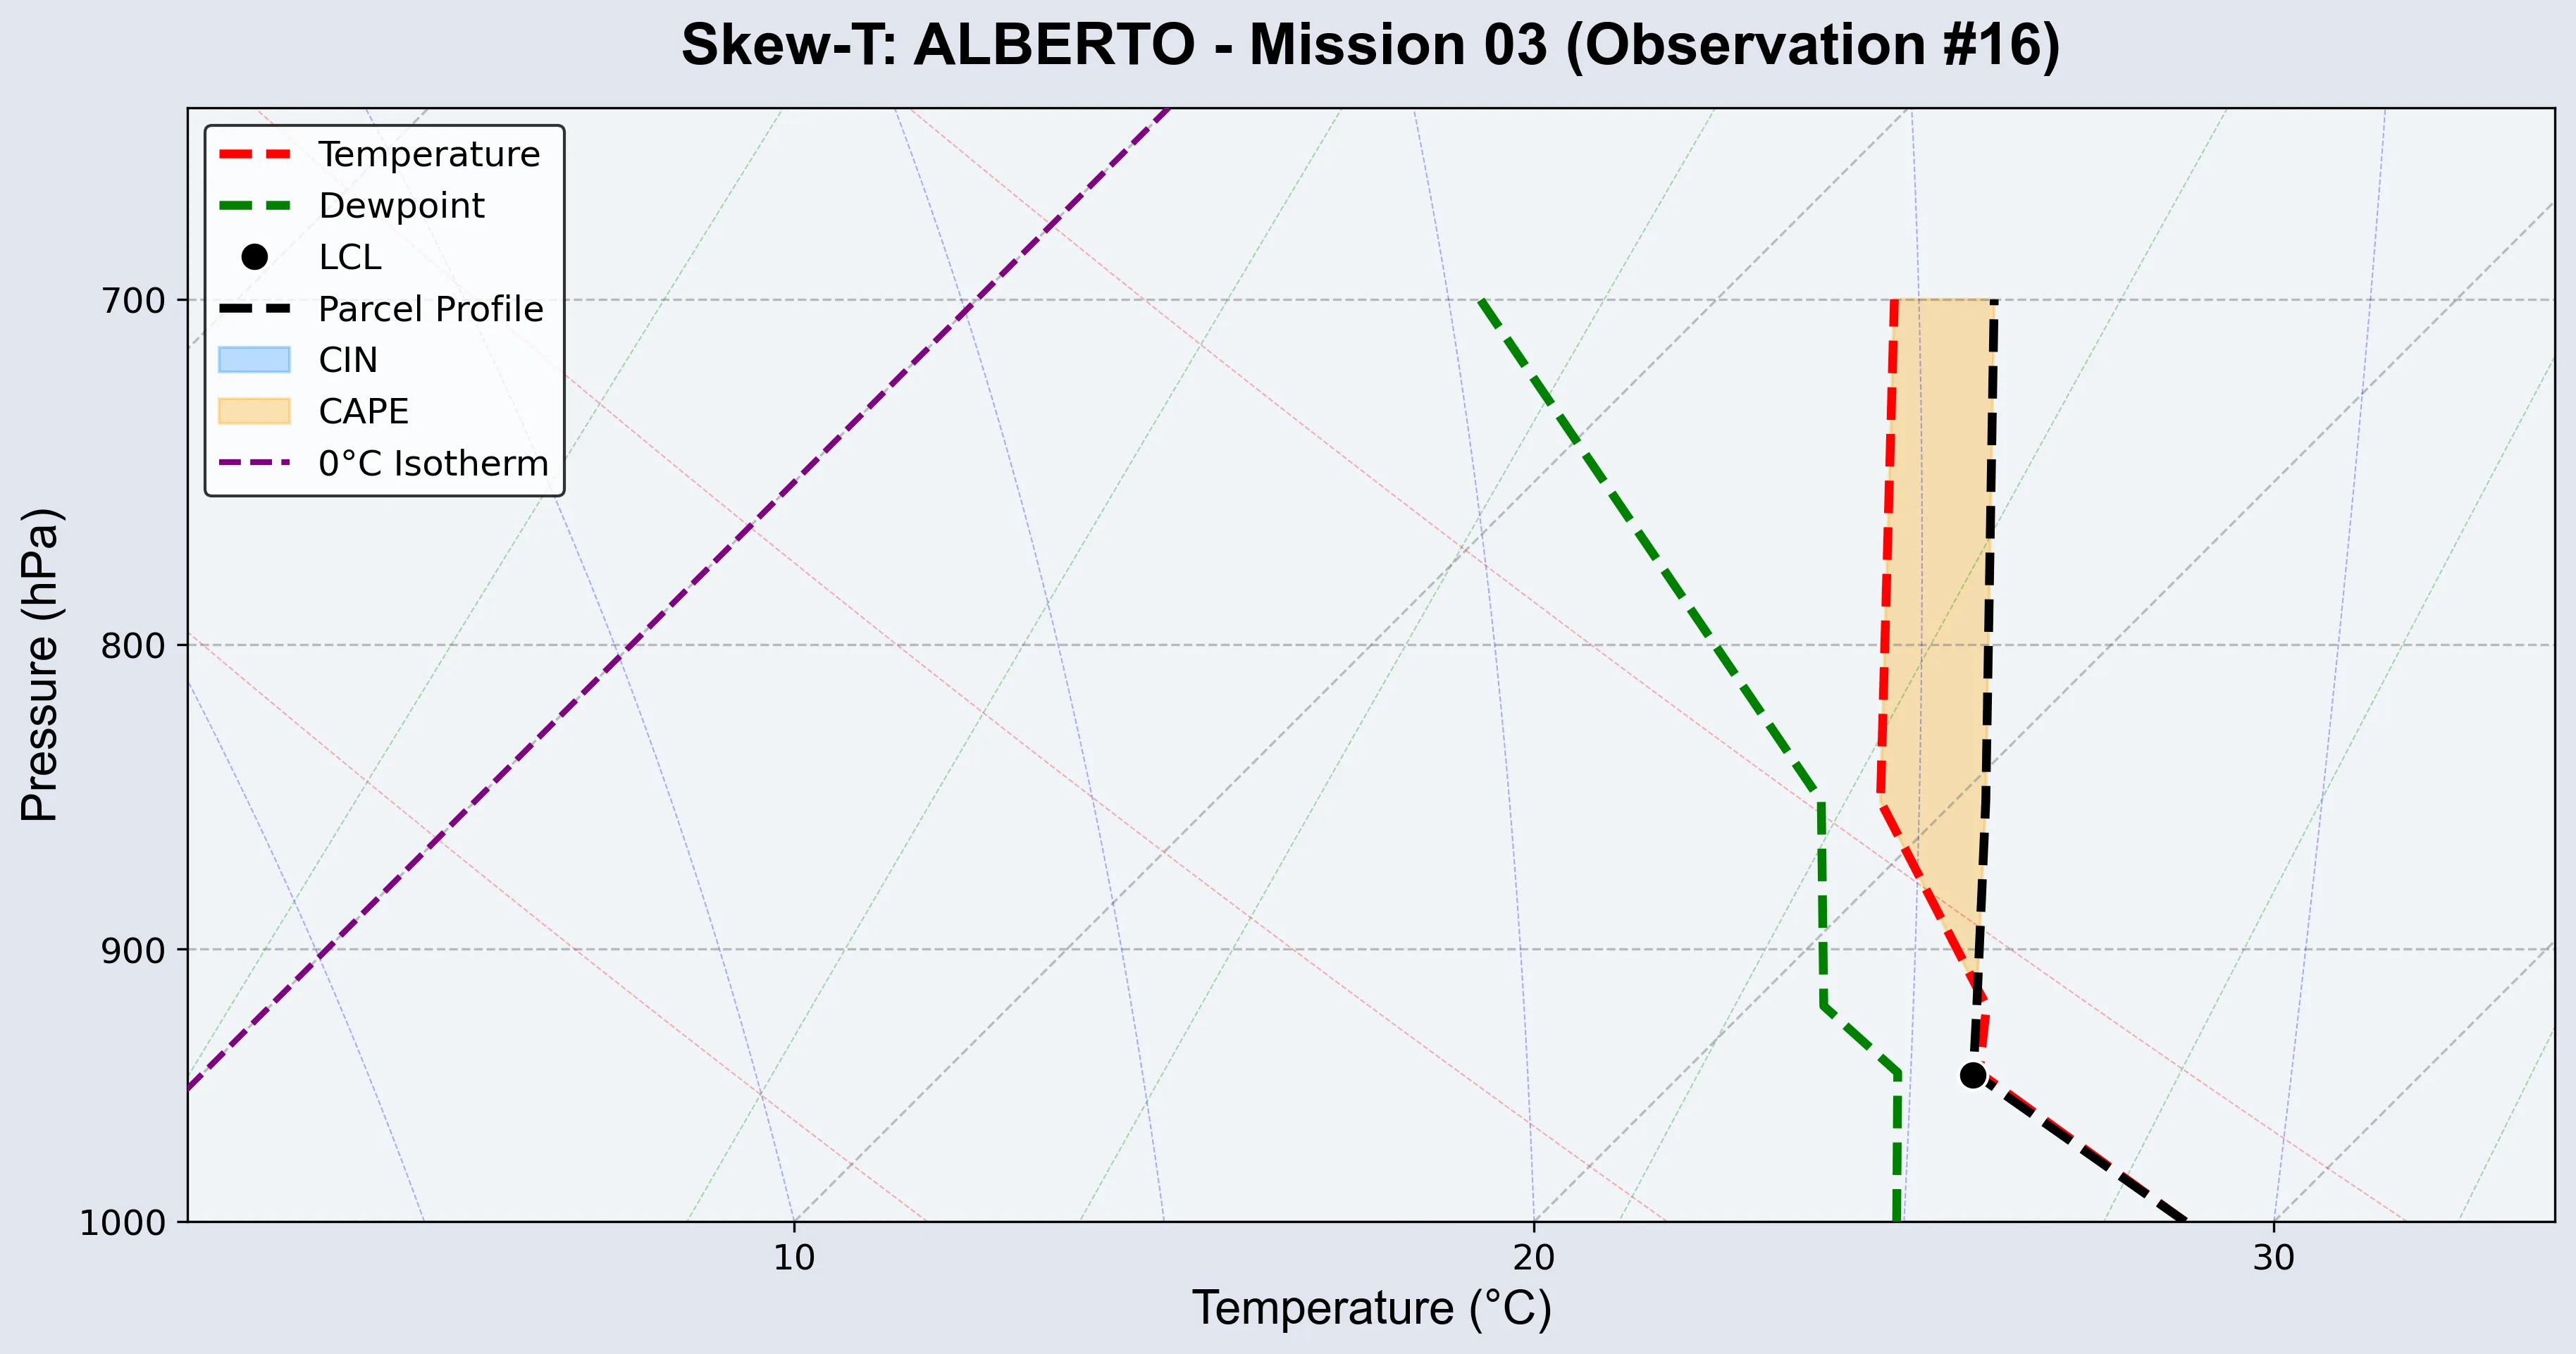 Skew-T: ALBERTO - Mission 03 (Observation #16)
Temperature
Dewpoint
LCL
Parcel Profile
CIN
CAPE
0°C Isotherm
700
800
900
1000
Pressure (hPa)
10 20 30
Temperature (°C)